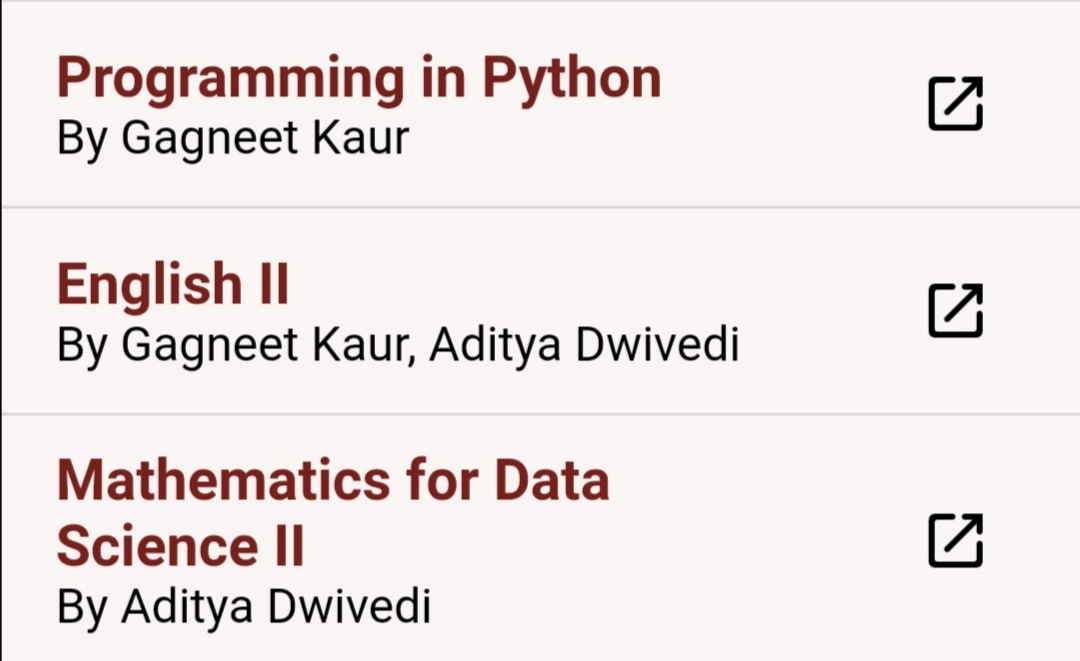 Programming in Python
By Gagneet Kaur
English II
By Gagneet Kaur, Aditya Dwivedi
Mathematics for Data
Science II
By Aditya Dwivedi